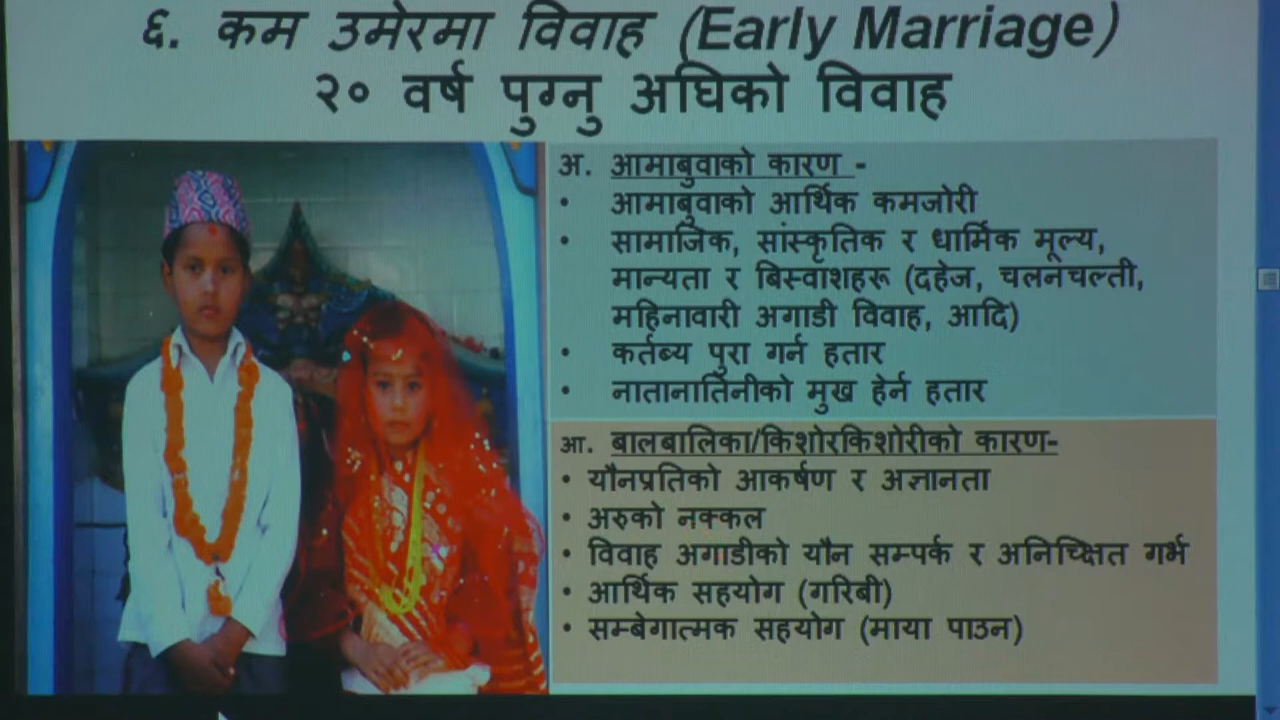 ६. कम उमेरमा विवाह (Early Marriage)
२० वर्ष पुग्नु अघिको विवाह
अ. आमाबुवाको कारण -
• आमाबुवाको आर्थिक कमजोरी
• सामाजिक, सांस्कृतिक र धार्मिक मूल्य,
मान्यता र बिस्वाशहरू (दहेज, चलनचल्ती,
महिनावारी अगाडी विवाह, आदि)
• कर्तब्य पुरा गर्न हतार
• नातानातिनीको मुख हेर्न हतार
आ. बालबालिका/किशोरकिशोरीको कारण-
• यौनप्रतिको आकर्षण र अज्ञानता
• अरुको नक्कल
• विवाह अगाडीको यौन सम्पर्क र अनिच्क्षित गर्भ
• आर्थिक सहयोग (गरिबी)
• सम्बेगात्मक सहयोग (माया पाउन)